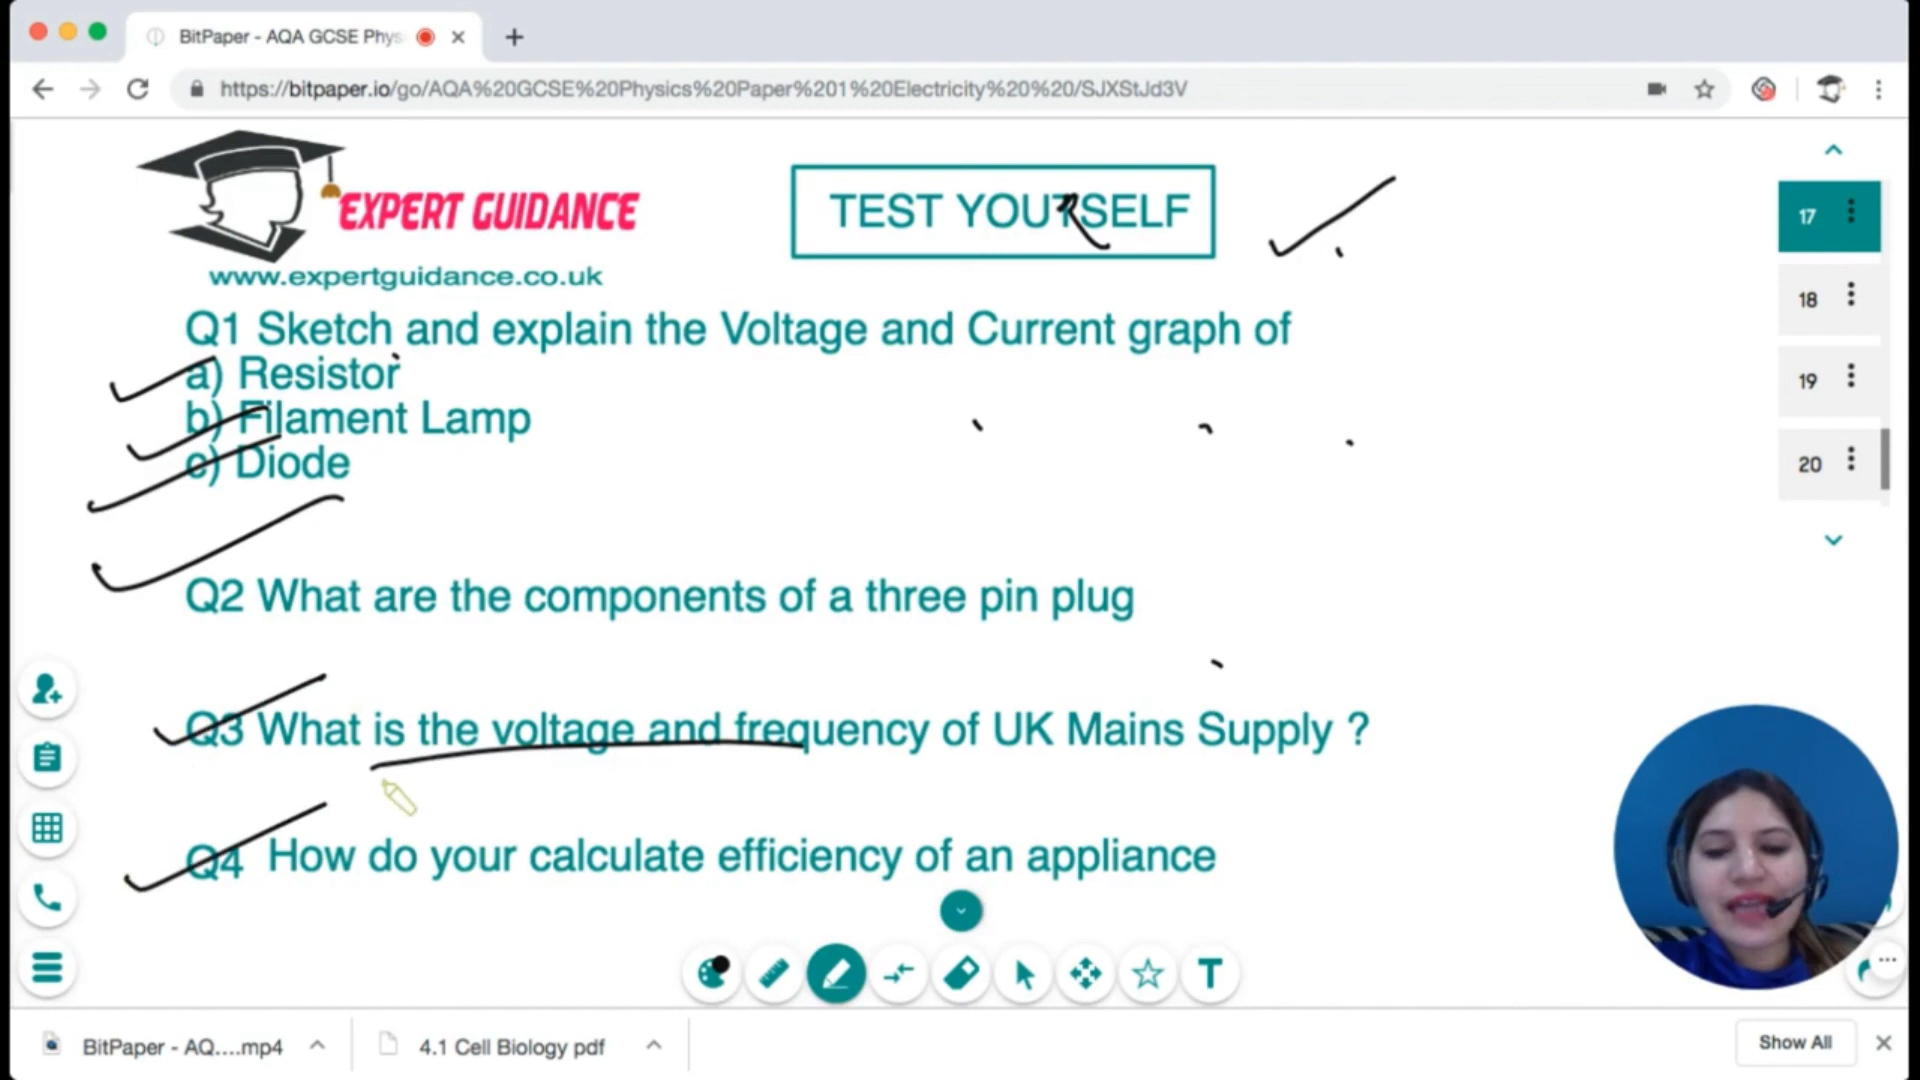 BitPaper - AQA GCSE Phys
https://bitpaper.io/go/AQA%20GCSE%20Physics%20Paper%201%20Electricity%20%20/SJXStJd3V
EXPERT GUIDANCE
www.expertguidance.co.uk
TEST YOURSELF
Q1 Sketch and explain the Voltage and Current graph of
a) Resistor
b) Filament Lamp
c) Diode
Q2 What are the components of a three pin plug
Q3 What is the voltage and frequency of UK Mains Supply ?
Q4 How do your calculate efficiency of an appliance
17
18
19
20
T
BitPaper - AQ....mp4
4.1 Cell Biology pdf
Show All